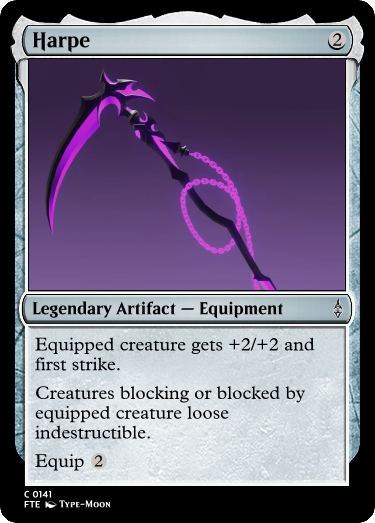 Harpe 2
Legendary Artifact — Equipment
Equipped creature gets +2/+2 and
first strike.
Creatures blocking or blocked by
equipped creature loose
indestructible.
Equip 2
C 0141
FTE Type-Moon